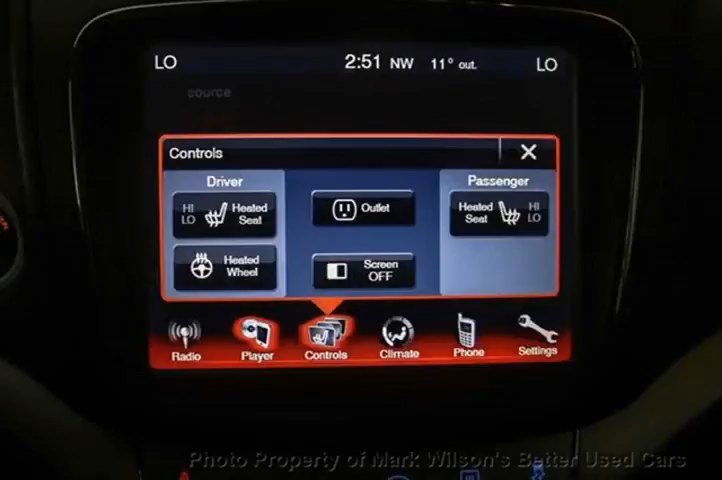 LO 2:51 NW 11° out. LO
source
Controls
Driver
Passenger
HI
LO
Heated
Seat
Outlet
Heated
Seat
HI
LO
Heated
Wheel
Screen
OFF
Radio Player Controls Climate Phone Settings
Photo Property of Mark Wilson's Better Used Cars